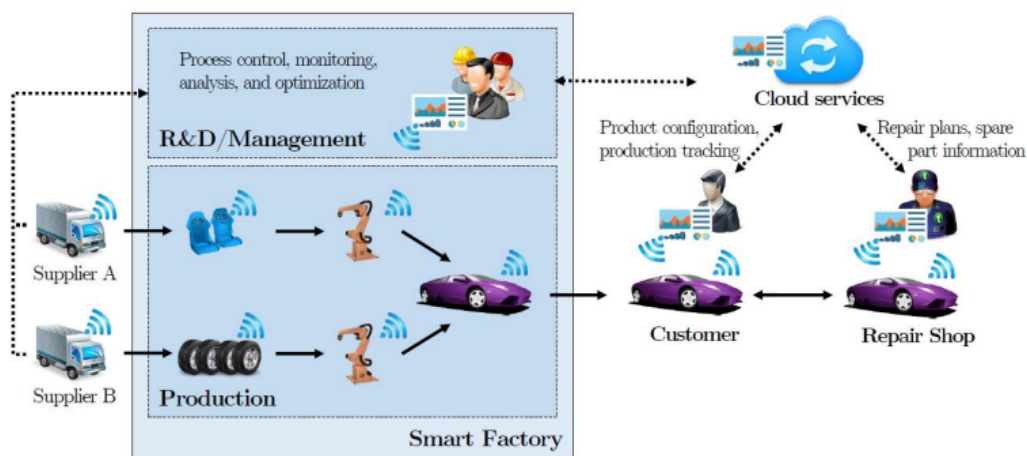 Process control, monitoring,
analysis, and optimization
R&D/Management
Cloud services
Product configuration,
production tracking
Repair plans, spare
part information
Supplier A
Supplier B
Production
Smart Factory
Customer
Repair Shop